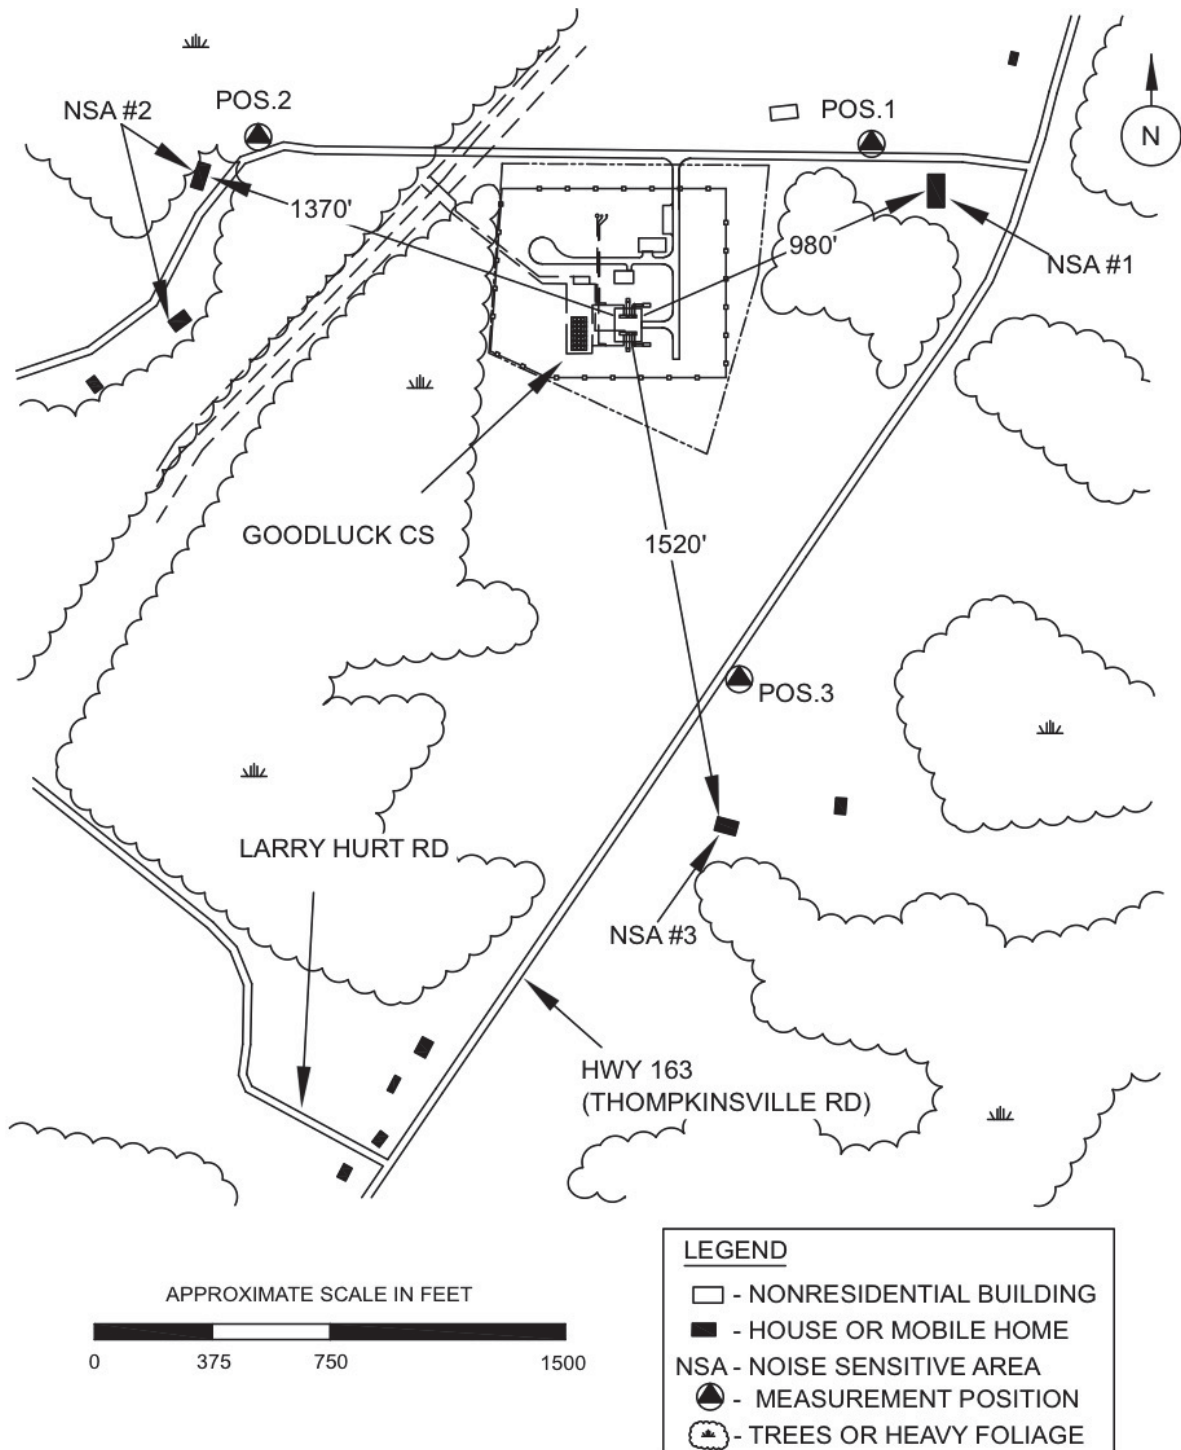 POS.2
NSA #2
POS.1
N
1370'
980'
NSA #1
GOODLUCK CS
1520'
POS.3
LARRY HURT RD
NSA #3
HWY 163
(THOMPKINSVILLE RD)
APPROXIMATE SCALE IN FEET
0 375 750 1500
LEGEND
- NONRESIDENTIAL BUILDING
- HOUSE OR MOBILE HOME
NSA - NOISE SENSITIVE AREA
- MEASUREMENT POSITION
- TREES OR HEAVY FOLIAGE